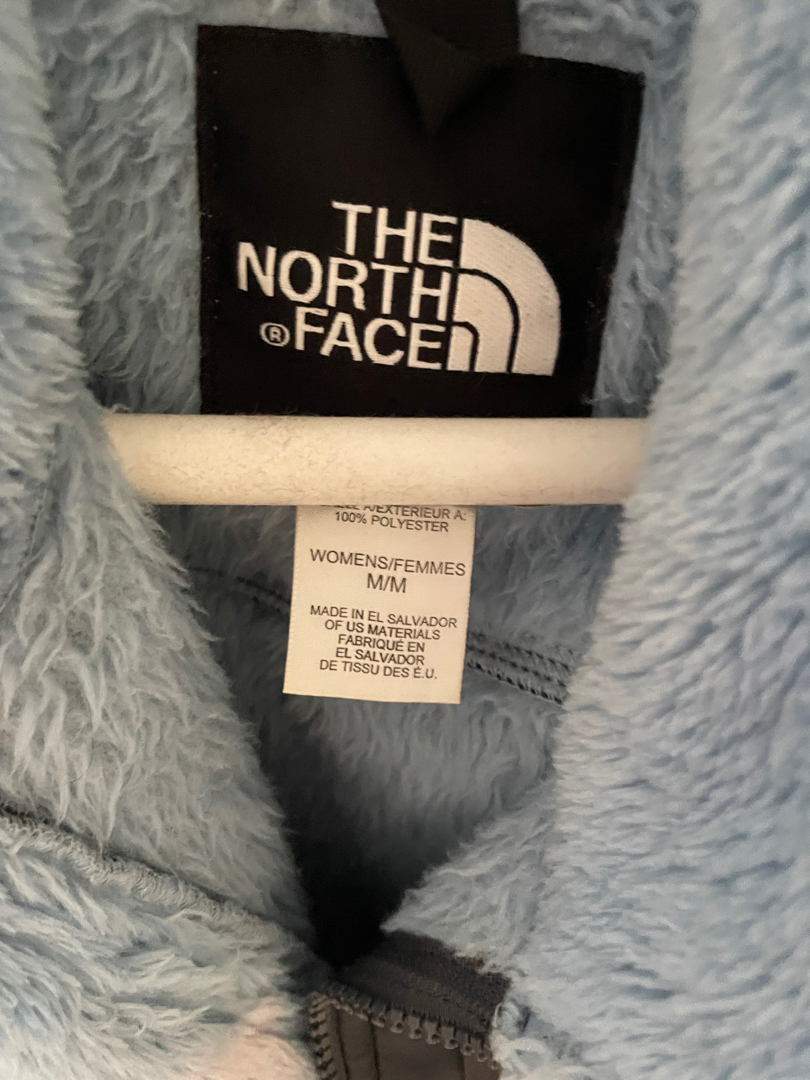 THE
NORTH
®FACE
100% POLYESTER
WOMENS/FEMMES
M/M
MADE IN EL SALVADOR
OF US MATERIALS
FABRIQUÉ EN
EL SALVADOR
DE TISSU DES É.U.